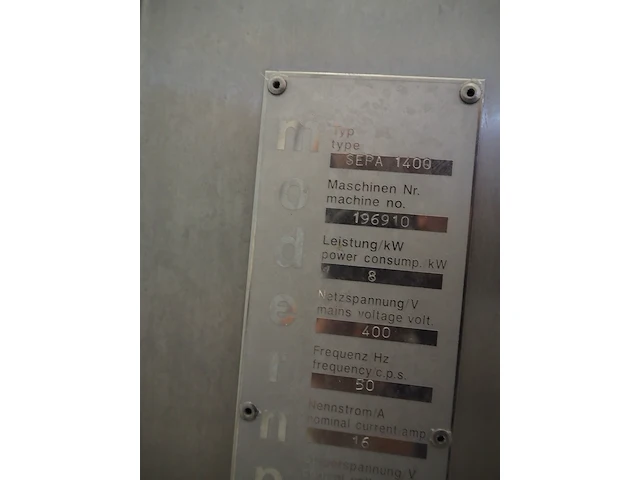 m
Typ
type
SEPA 1400
o
Maschinen Nr.
machine no.
196910
d
Leistung/kW
power consump./kW
8
e
Netzspannung/V
mains voltage volt.
400
r
Frequenz Hz
frequency/c.p.s.
50
n
Nennstrom/A
nominal current amp.
16